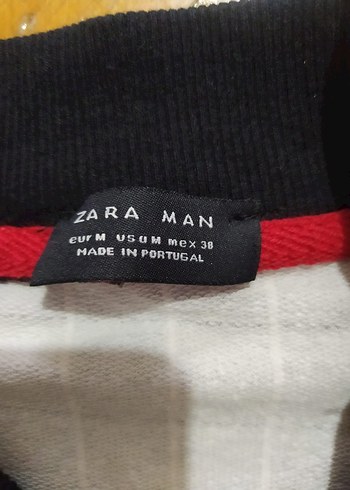 ZARA MAN
eur M usa M mex 38
MADE IN PORTUGAL